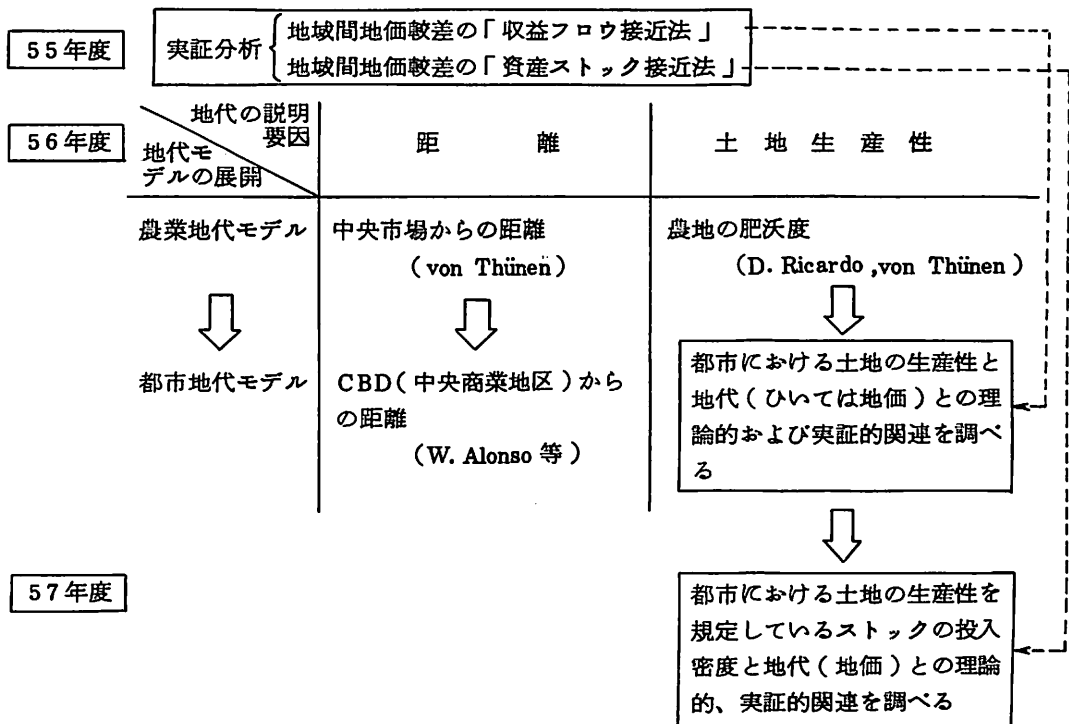 55年度
実証分析
地域間地価較差の「収益フロウ接近法」
地域間地価較差の「資産ストック接近法」
56年度
地代の説明
要因
地代モ
デルの展開
距離
土地生産性
農業地代モデル
中央市場からの距離
(von Thünen)
農地の肥沃度
(D. Ricardo ,von Thünen)
都市地代モデル
CBD(中央商業地区)から
の距離
(W. Alonso 等)
都市における土地の生産性と
地代(ひいては地価)との理
論的および実証的関連を調べ
る
57年度
都市における土地の生産性を
規定しているストックの投入
密度と地代(地価)との理論
的、実証的関連を調べる